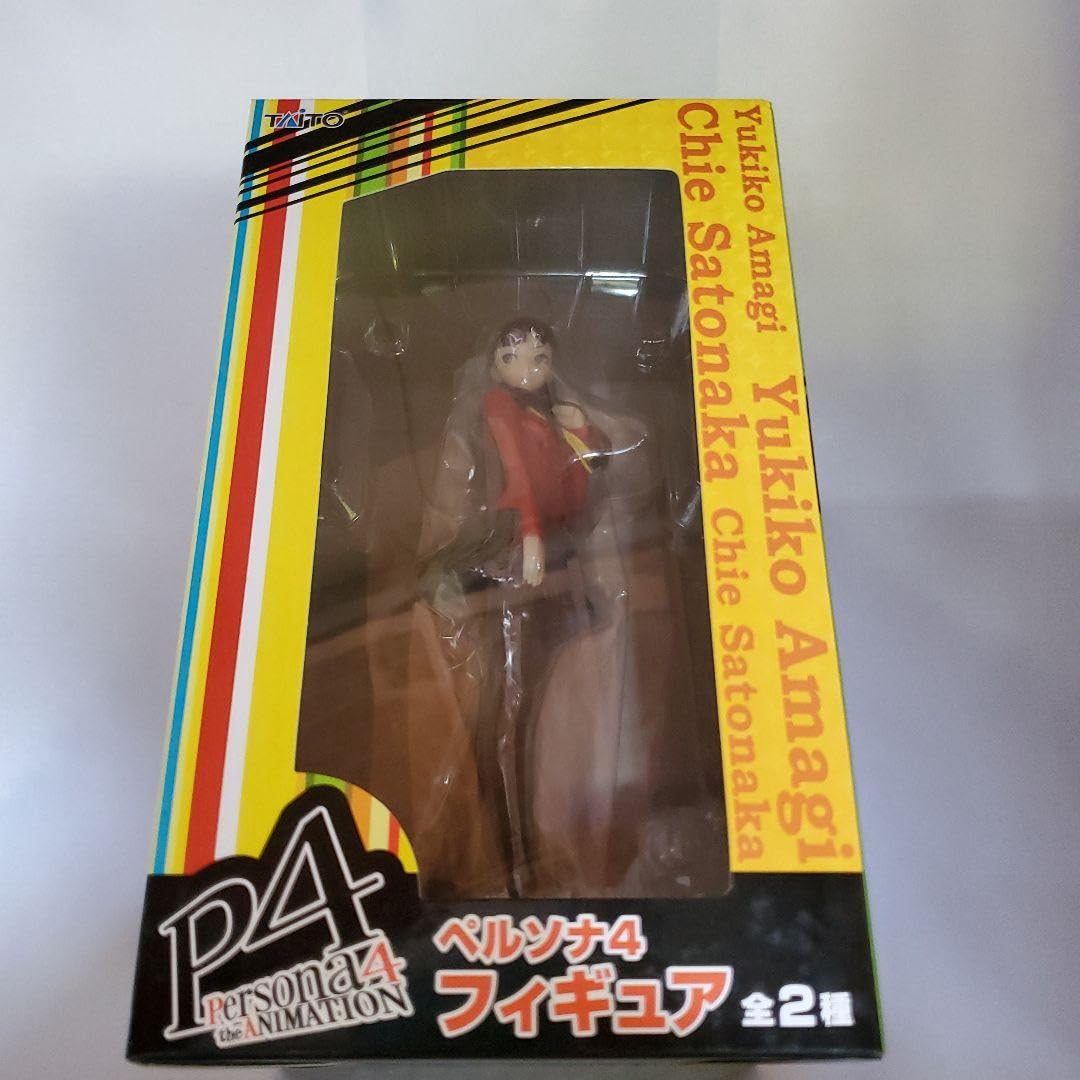 TAITO
Yukiko Amagi Yukiko Amagi
Chie Satonaka Chie Satonaka
P4
Persona4
the ANIMATION
ペルソナ4
フィギュア 全2種